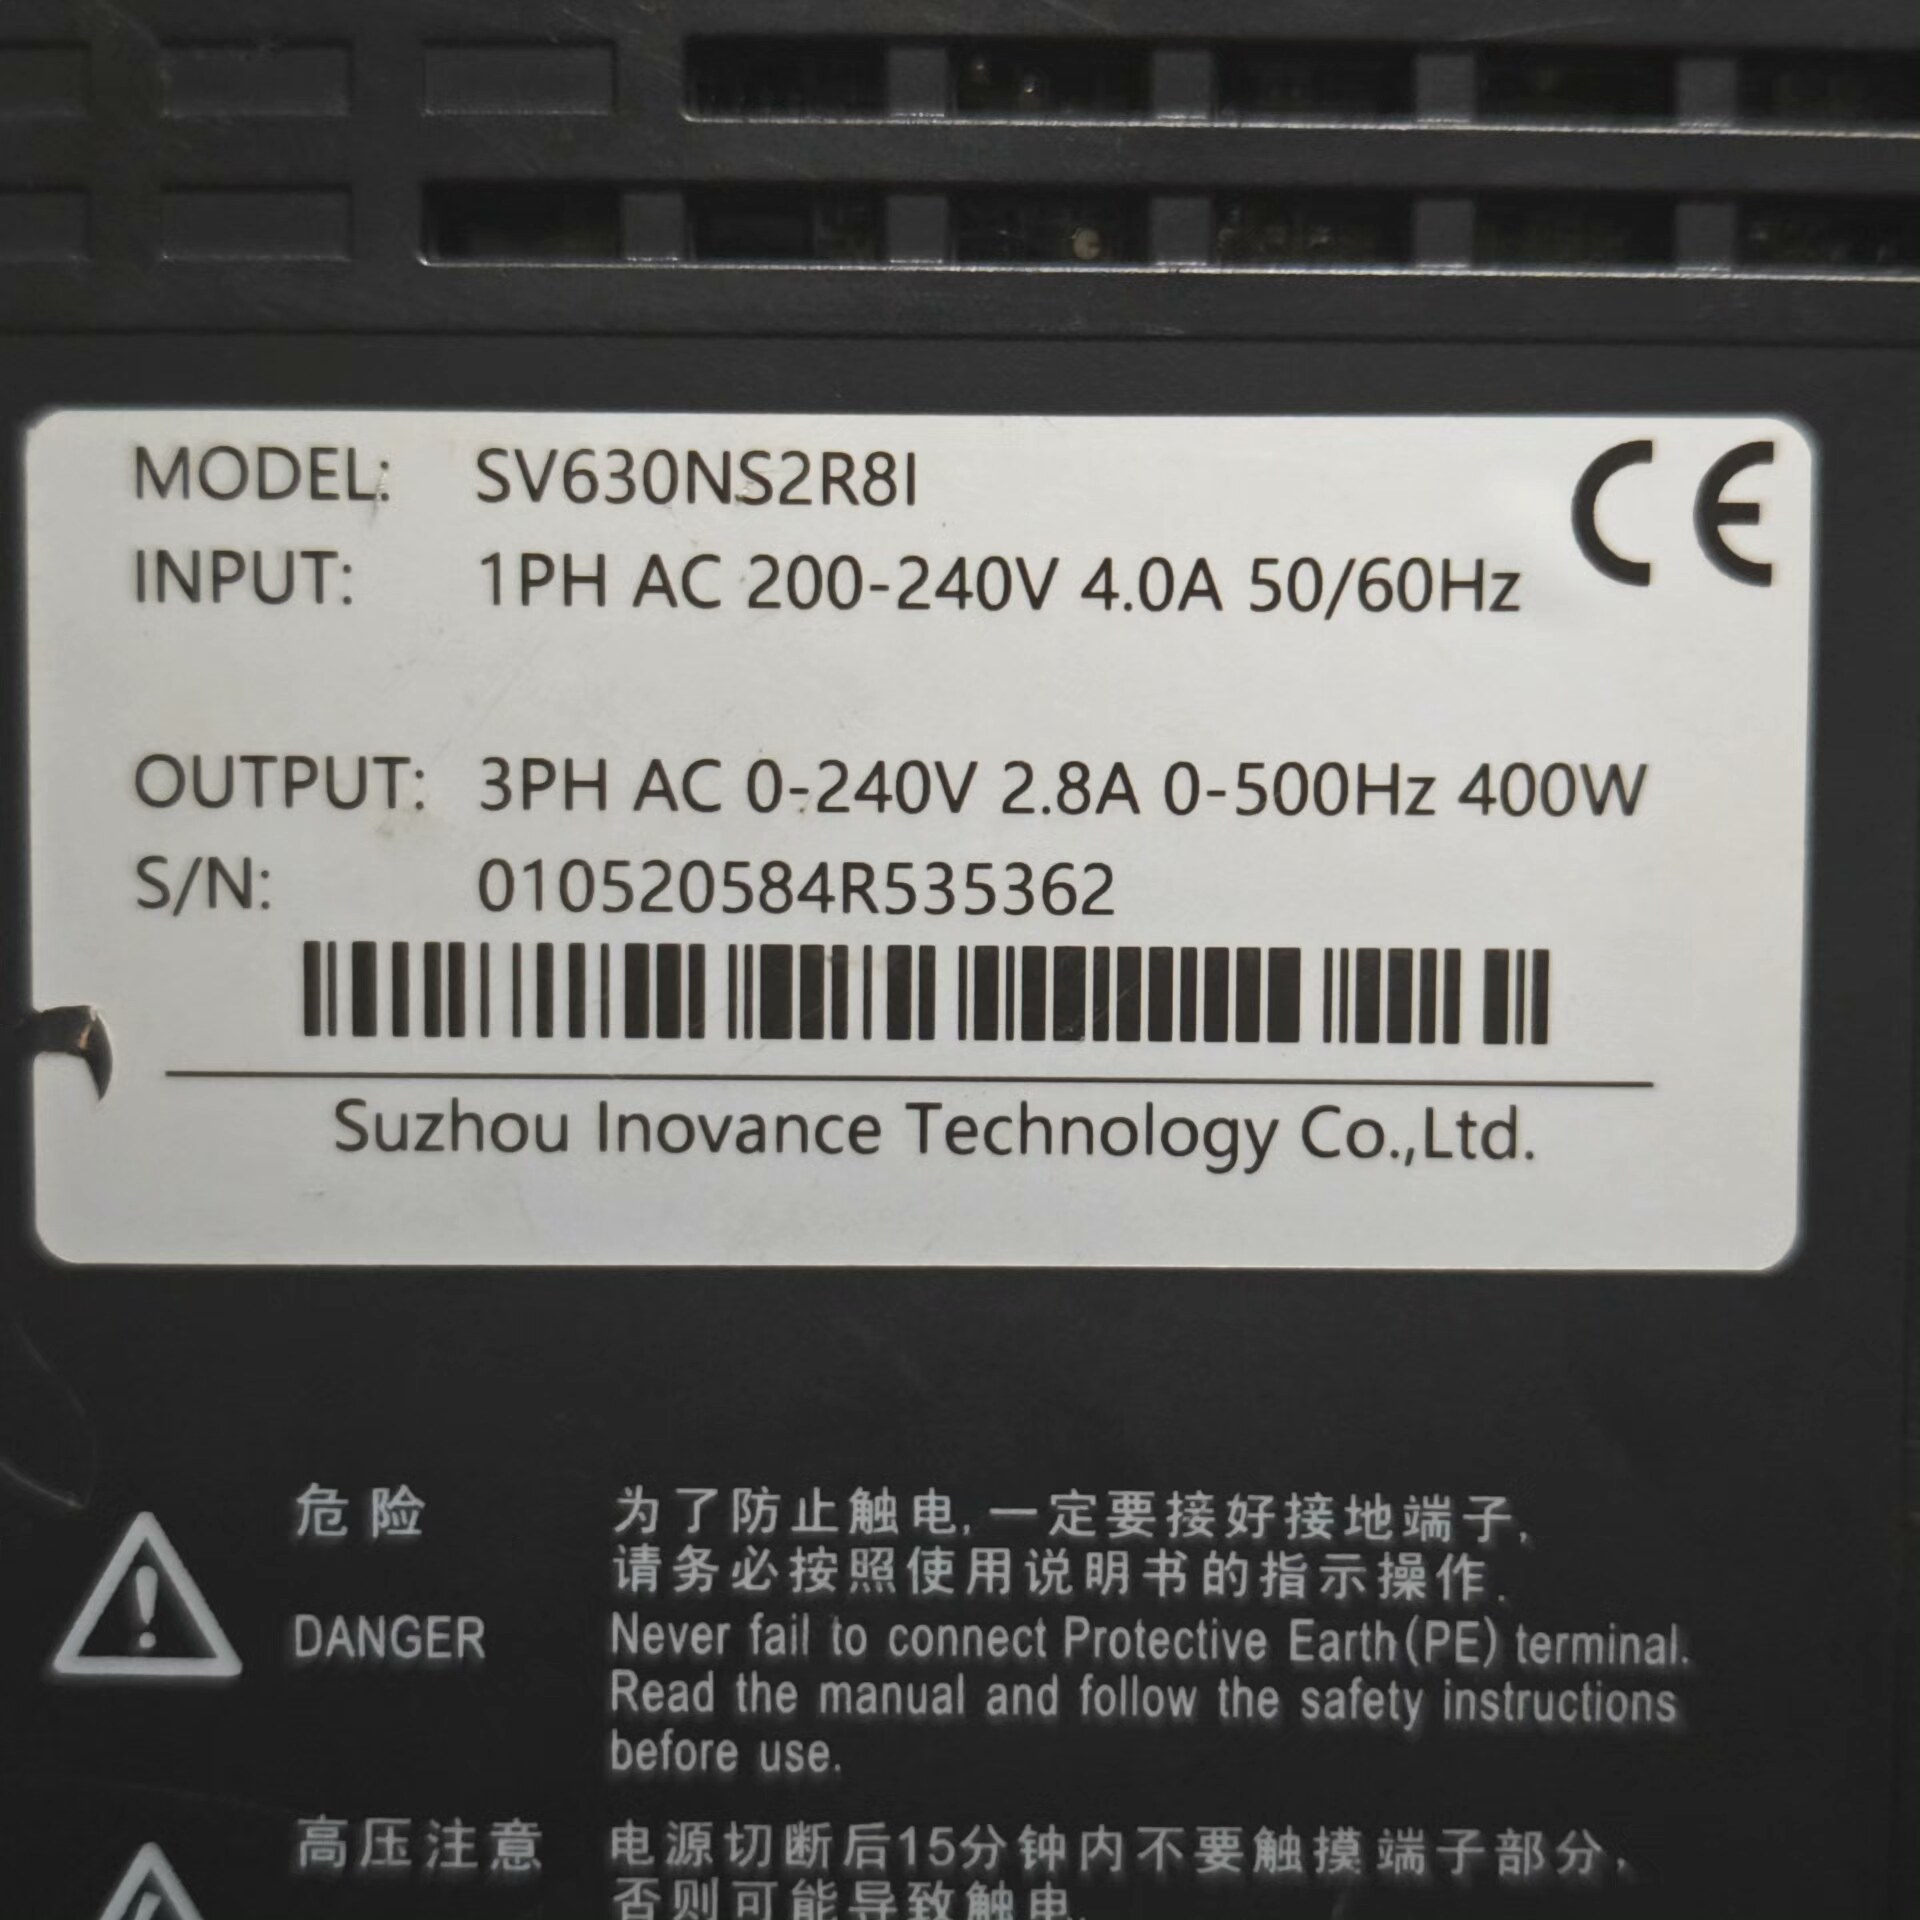 MODEL: SV630NS2R8I
INPUT: 1PH AC 200-240V 4.0A 50/60Hz
OUTPUT: 3PH AC 0-240V 2.8A 0-500Hz 400W
S/N: 010520584R535362
Suzhou Inovance Technology Co.,Ltd.
CE
危险
为了防止触电,一定要接好接地端子,
请务必按照使用说明书的指示操作.
DANGER
Never fail to connect Protective Earth(PE) terminal.
Read the manual and follow the safety instructions
before use.
高压注意
电源切断后15分钟内不要触摸端子部分,
否则可能导致触电.